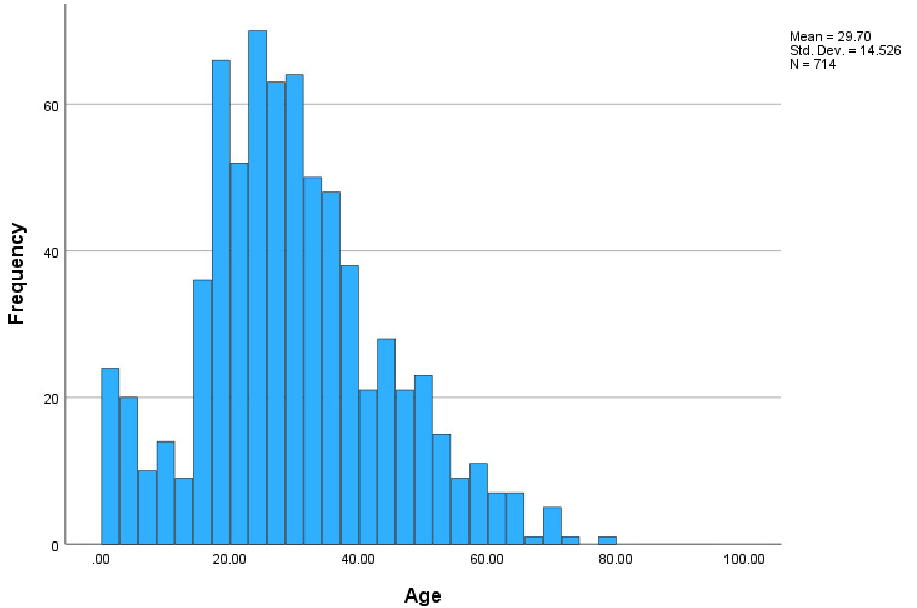 Mean = 29.70
Std. Dev. = 14.526
N = 714
Frequency
60
40
20
0
.00
20.00
40.00
60.00
80.00
100.00
Age